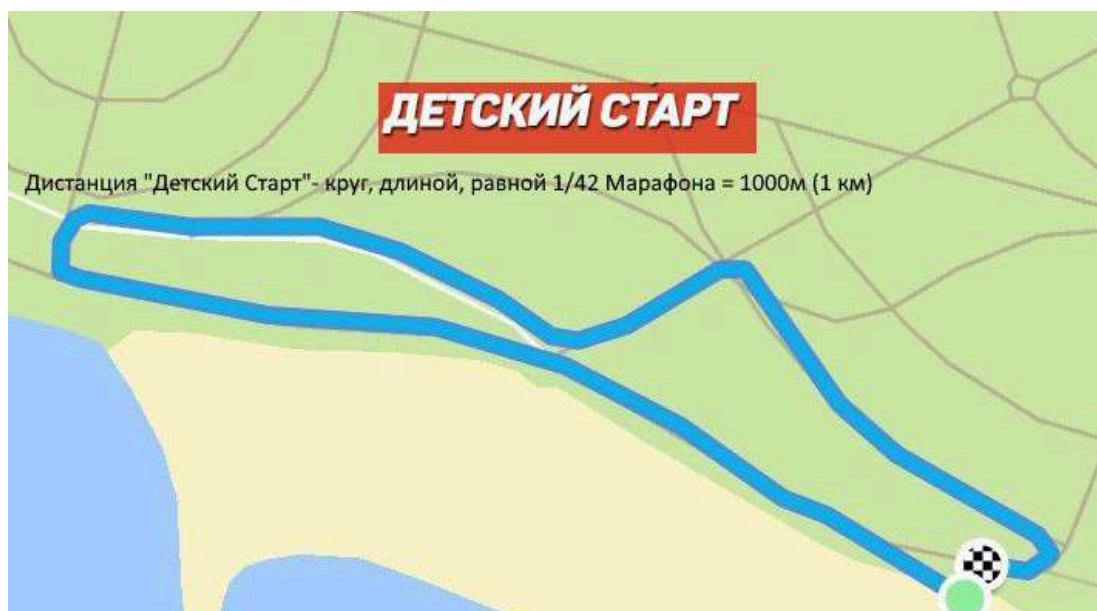 ДЕТСКИЙ СТАРТ
Дистанция "Детский Старт"- круг, длиной, равной 1/42 Марафона = 1000м (1 км)